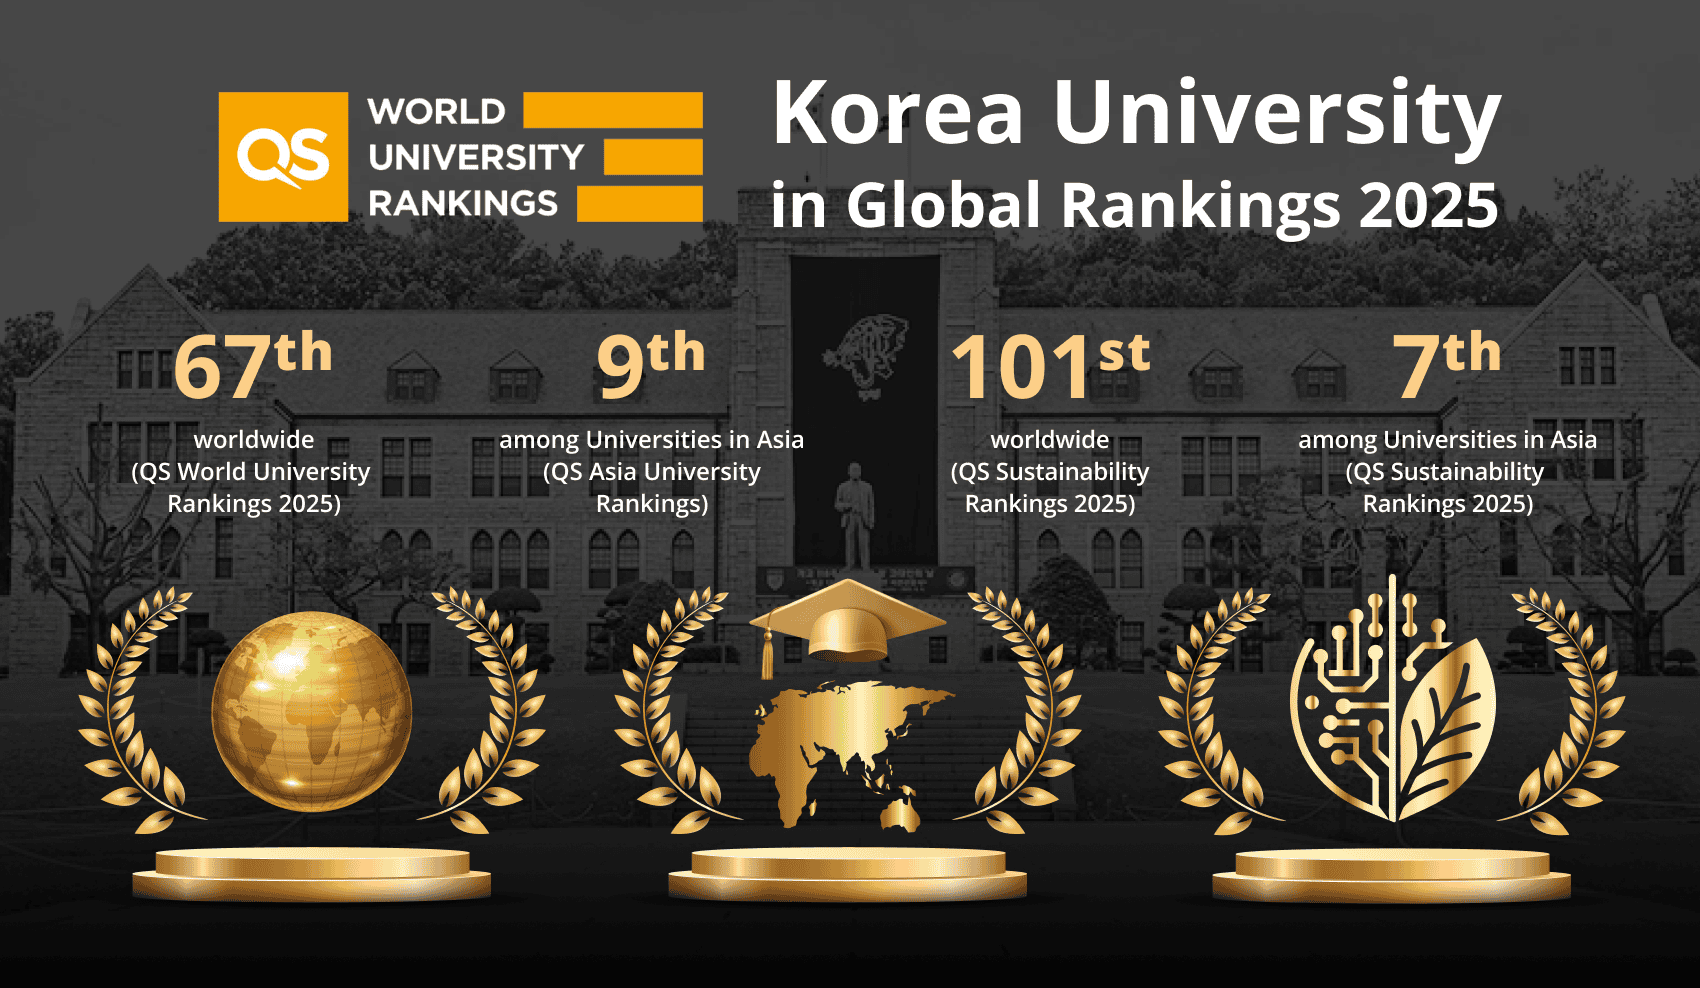 QS
WORLD
UNIVERSITY
RANKINGS
Korea University
in Global Rankings 2025
67th
worldwide
(QS World University
Rankings 2025)
9th
among Universities in Asia
(QS Asia University
Rankings)
101st
worldwide
(QS Sustainability
Rankings 2025)
7th
among Universities in Asia
(QS Sustainability
Rankings 2025)